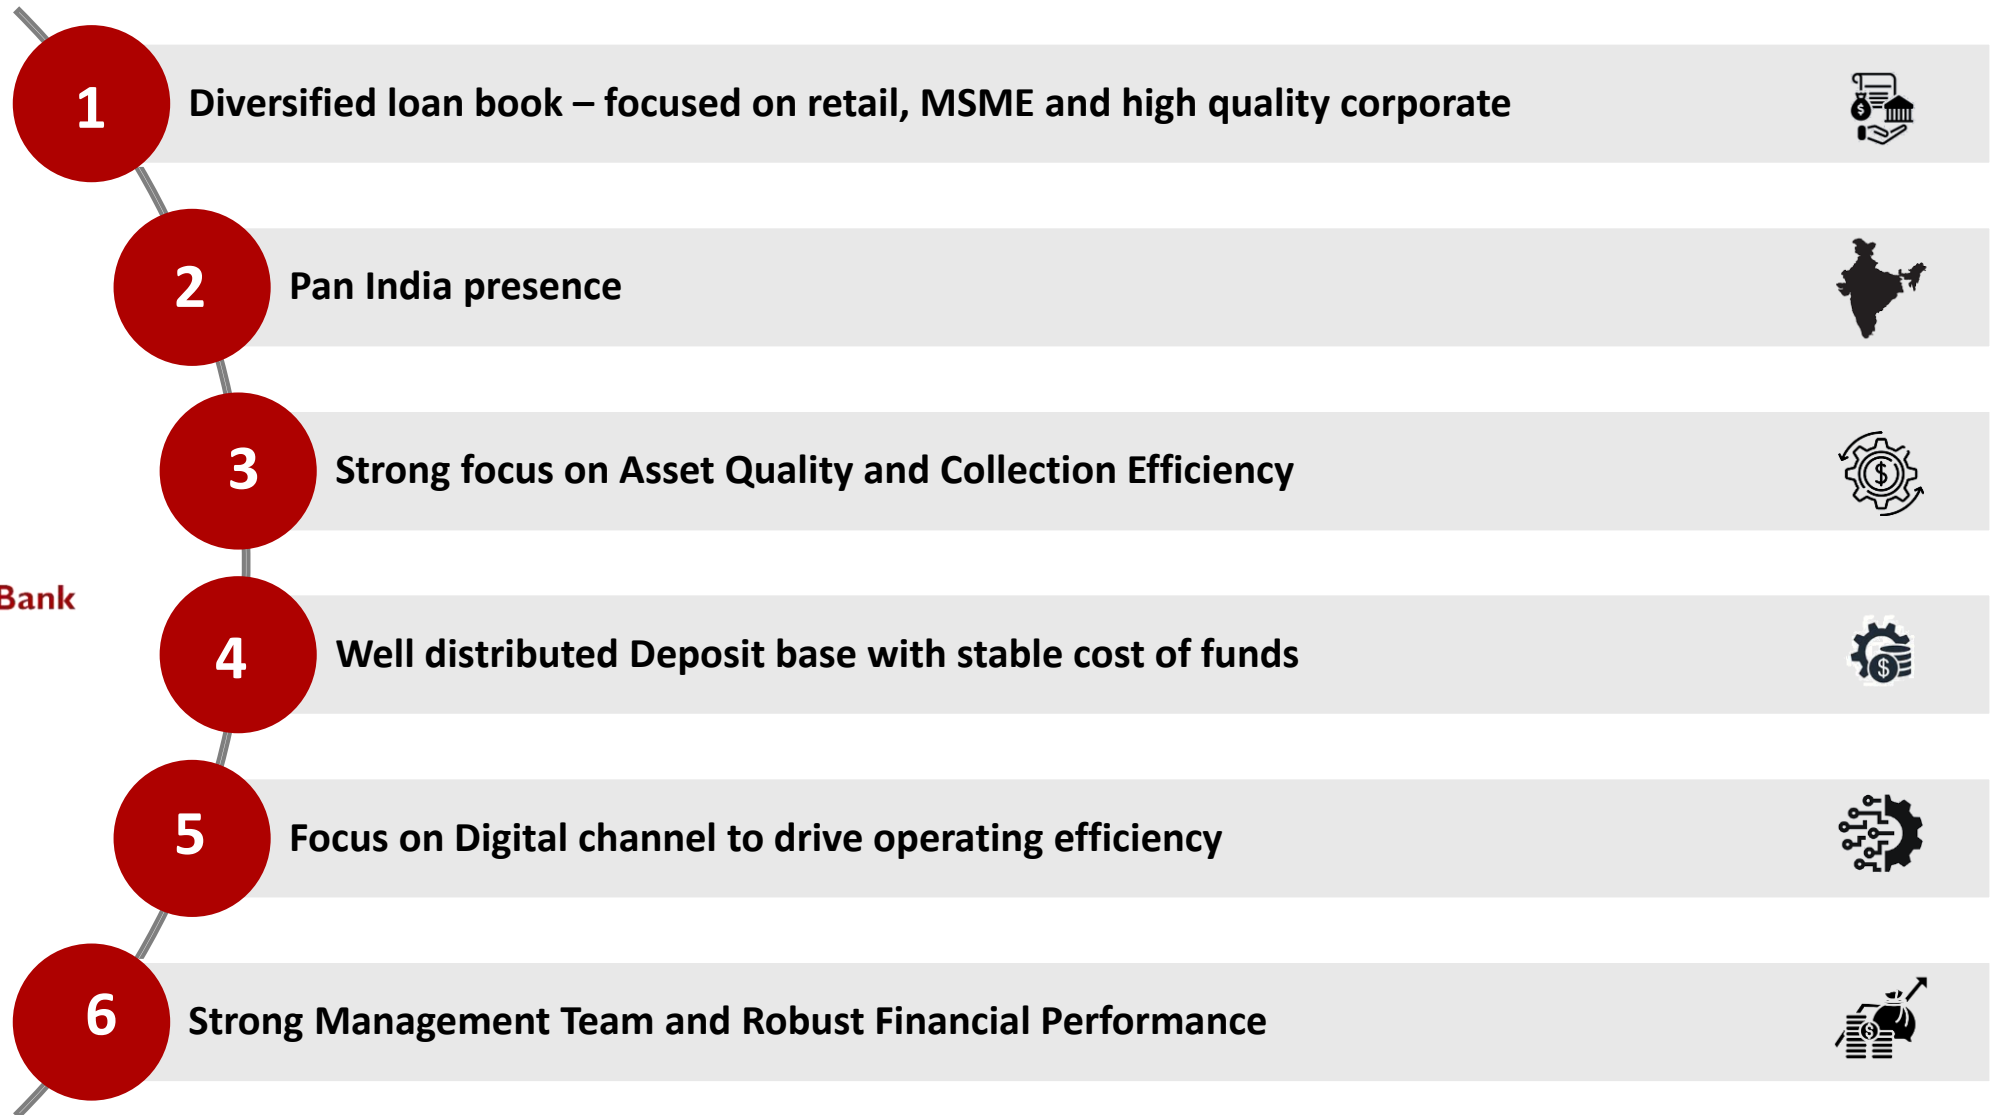 1
Diversified loan book – focused on retail, MSME and high quality corporate
2
Pan India presence
3
Strong focus on Asset Quality and Collection Efficiency
Bank
4
Well distributed Deposit base with stable cost of funds
5
Focus on Digital channel to drive operating efficiency
6
Strong Management Team and Robust Financial Performance